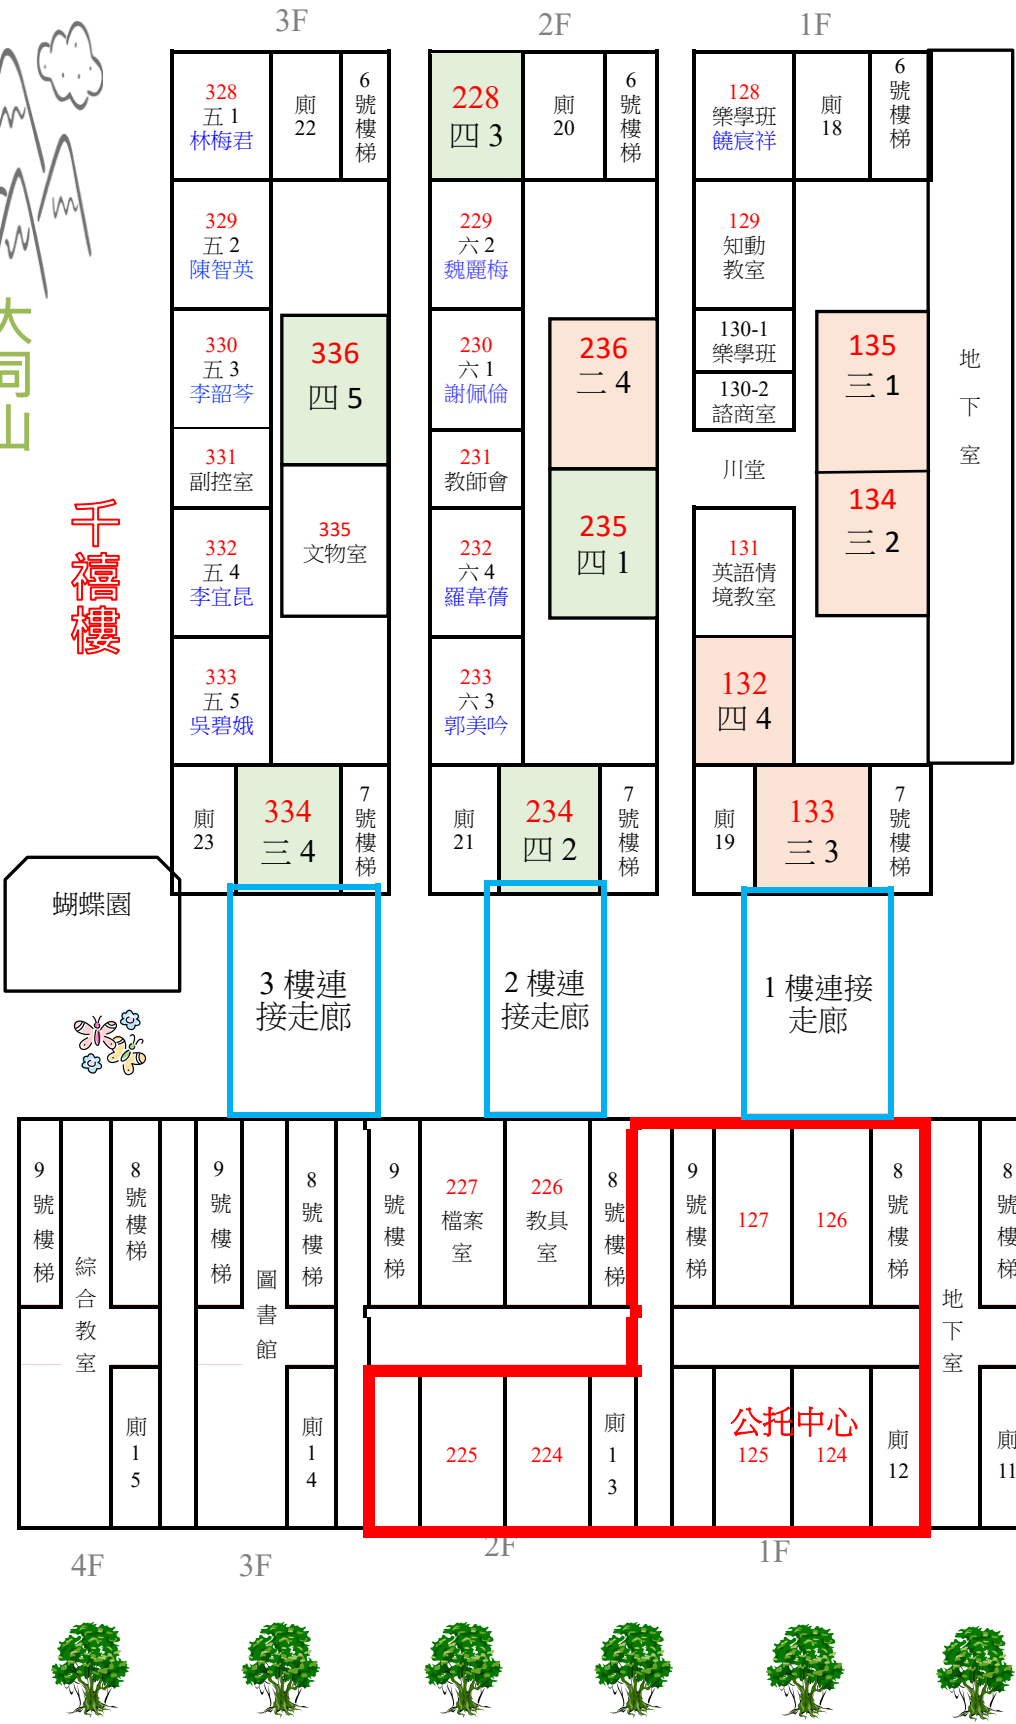 3F
2F
1F
328
五 1
林梅君
廁
22
6
號
樓
梯
228
四 3
廁
20
6
號
樓
梯
128
樂學班
饒宸祥
廁
18
6
號
樓
梯
329
五 2
陳智英
229
六 2
魏麗梅
129
知動
教室
大同山
330
五 3
李韶芩
336
四 5
230
六 1
謝佩倫
236
二 4
130-1
樂學班
130-2
諮商室
135
三 1
地
下
室
331
副控室
231
教師會
川堂
千禧樓
332
五 4
李宜昆
335
文物室
232
六 4
羅韋蒨
235
四 1
131
英語情
境教室
134
三 2
333
五 5
吳碧娥
233
六 3
郭美吟
132
四 4
廁
23
334
三 4
7
號
樓
梯
廁
21
234
四 2
7
號
樓
梯
廁
19
133
三 3
7
號
樓
梯
蝴蝶園
3 樓連
接走廊
2 樓連
接走廊
1 樓連接
走廊
9
號
樓
梯
綜
合
教
室
8
號
樓
梯
廁
1
5
9
號
樓
梯
圖
書
館
8
號
樓
梯
廁
1
4
9
號
樓
梯
227
檔案
室
226
教具
室
8
號
樓
梯
225
224
廁
1
3
9
號
樓
梯
127
126
8
號
樓
梯
公托中心
125
124
廁
12
地
下
室
8
號
樓
梯
廁
11
4F
3F
2F
1F